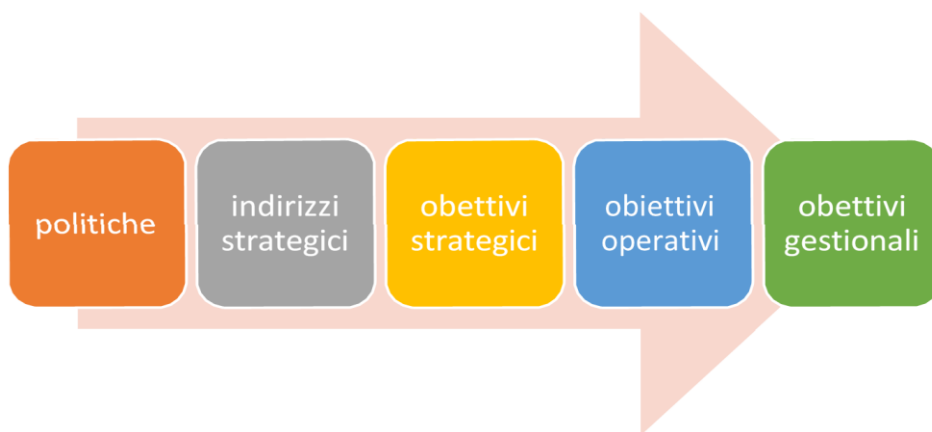 politiche
indirizzi
strategici
obettivi
strategici
obiettivi
operativi
obettivi
gestionali